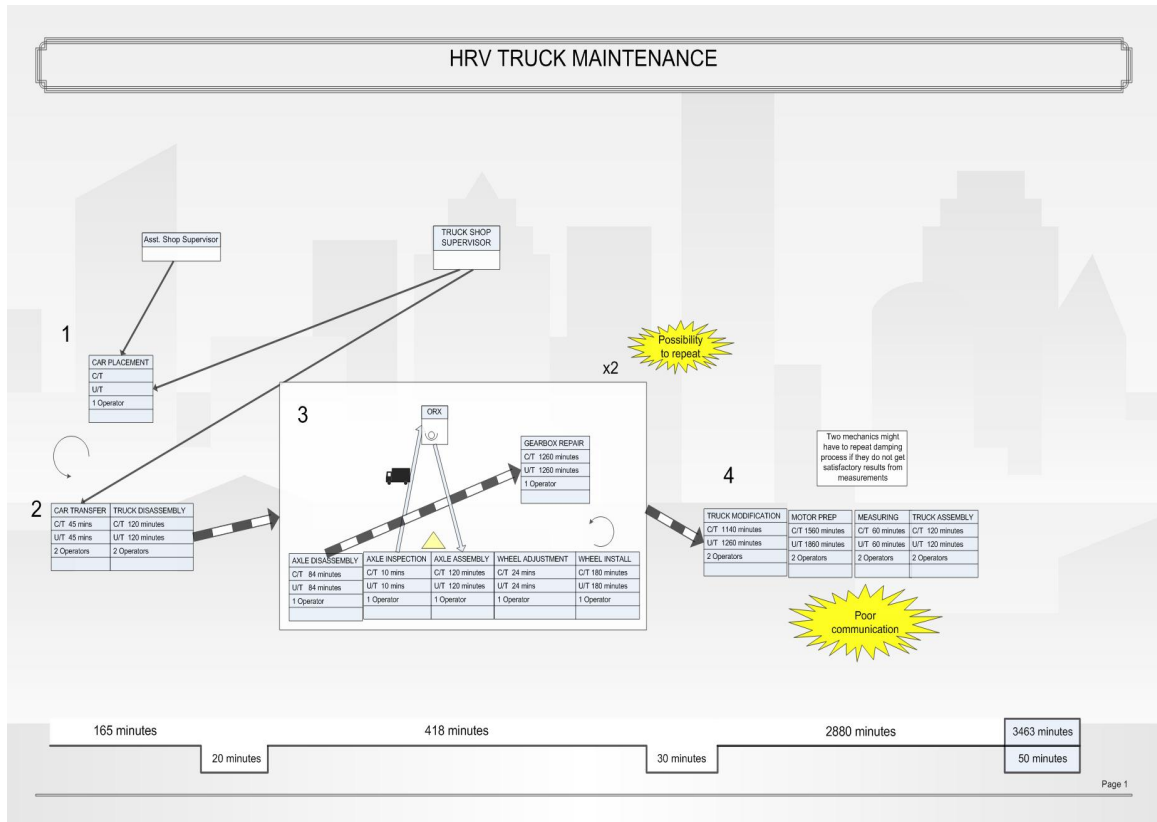 HRV TRUCK MAINTENANCE
Asst. Shop Supervisor
TRUCK SHOP
SUPERVISOR
1
CAR PLACEMENT
C/T
U/T
1 Operator
Possibility
to repeat
x2
2
CAR TRANSFER
C/T 45 mins
U/T 45 mins
2 Operators
TRUCK DISASSEMBLY
C/T 120 minutes
U/T 120 minutes
2 Operators
3
ORX
GEARBOX REPAIR
C/T 1260 minutes
U/T 1260 minutes
1 Operator
AXLE DISASSEMBLY
C/T 84 minutes
U/T 84 minutes
1 Operator
AXLE INSPECTION
C/T 10 mins
U/T 10 mins
1 Operator
AXLE ASSEMBLY
C/T 120 minutes
U/T 120 minutes
1 Operator
WHEEL ADJUSTMENT
C/T 24 mins
U/T 24 mins
1 Operator
WHEEL INSTALL
C/T 180 minutes
U/T 180 minutes
1 Operator
Two mechanics might
have to repeat damping
process if they do not get
satisfactory results from
measurements
4
TRUCK MODIFICATION
C/T 1140 minutes
U/T 1260 minutes
2 Operators
MOTOR PREP
C/T 1560 minutes
U/T 1860 minutes
2 Operators
MEASURING
C/T 60 minutes
U/T 60 minutes
2 Operators
TRUCK ASSEMBLY
C/T 120 minutes
U/T 120 minutes
2 Operators
Poor
communication
165 minutes
20 minutes
418 minutes
30 minutes
2880 minutes
3463 minutes
50 minutes
Page 1